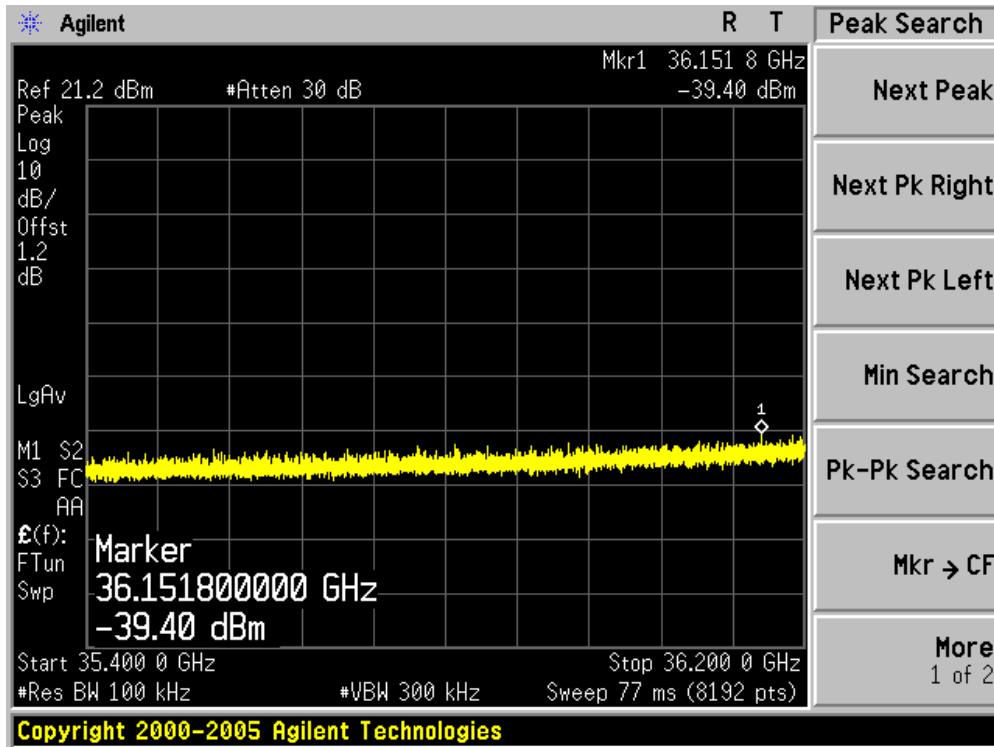 Agilent R T
Mkr1 36.151 8 GHz
Ref 21.2 dBm #Atten 30 dB -39.40 dBm
Peak
Log
10
dB/
Offst
1.2
dB
LgAv
1
M1 S2
S3 FC
AA
£(f):
FTun
Swp
Marker
36.151800000 GHz
-39.40 dBm
Start 35.400 0 GHz Stop 36.200 0 GHz
#Res BW 100 kHz #VBW 300 kHz Sweep 77 ms (8192 pts)
Copyright 2000-2005 Agilent Technologies
Peak Search
Next Peak
Next Pk Right
Next Pk Left
Min Search
Pk-Pk Search
Mkr → CF
More
1 of 2